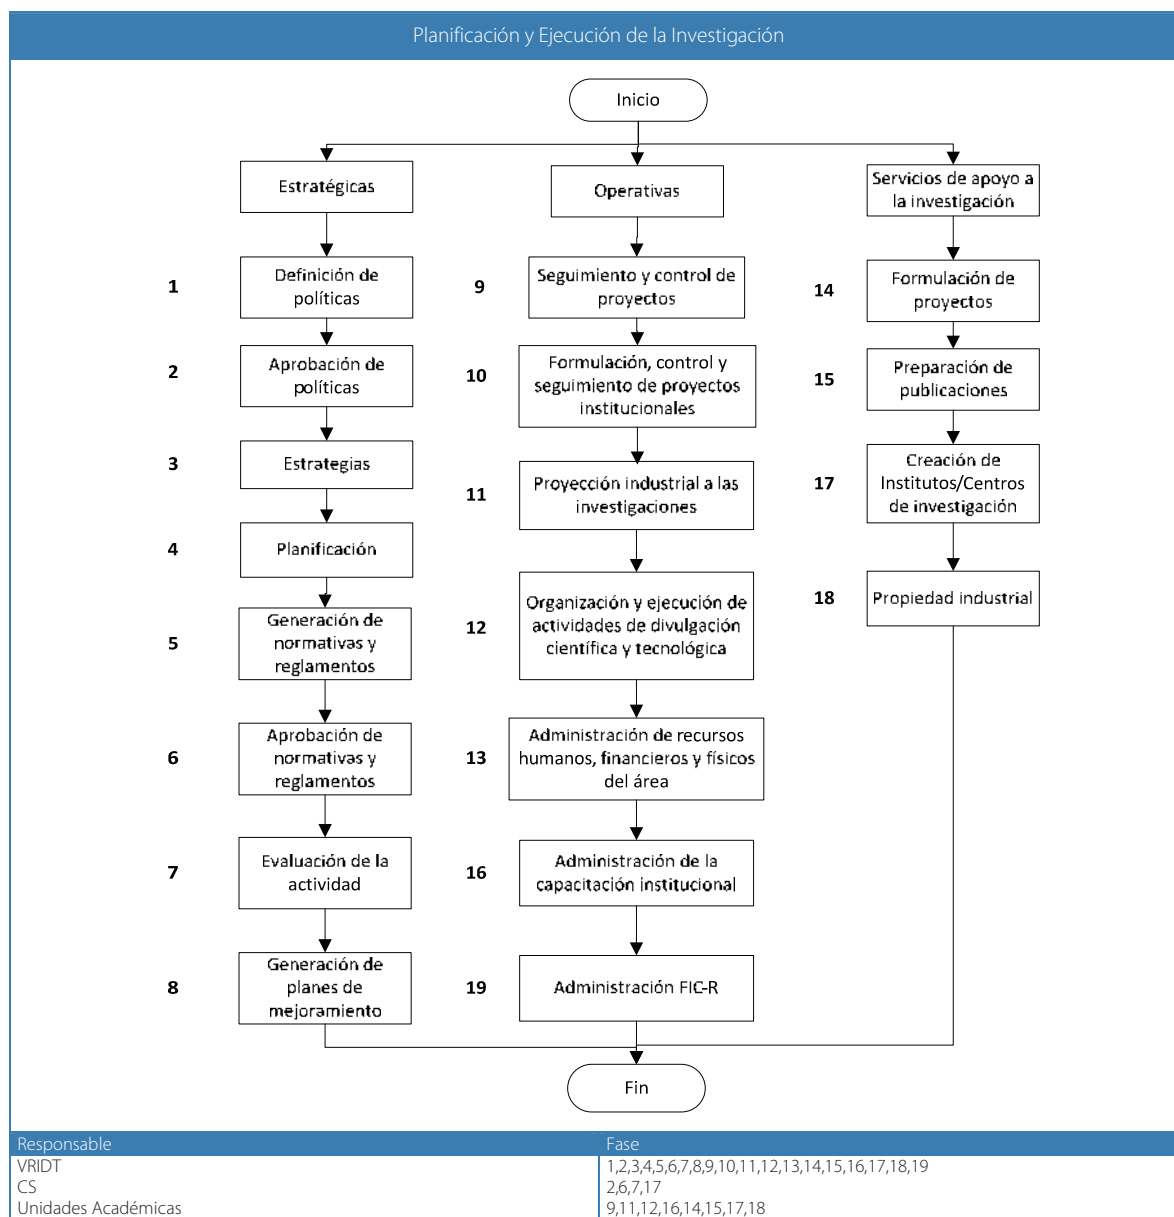 Planificación y Ejecución de la Investigación
Inicio
Estratégicas
1
Definición de
políticas
2
Aprobación de
políticas
3
Estrategias
4
Planificación
5
Generación de
normativas y
reglamentos
6
Aprobación de
normativas y
reglamentos
7
Evaluación de la
actividad
8
Generación de
planes de
mejoramiento
Operativas
9
Seguimiento y control de
proyectos
10
Formulación, control y
seguimiento de proyectos
institucionales
11
Proyección industrial a las
investigaciones
12
Organización y ejecución de
actividades de divulgación
científica y tecnológica
13
Administración de recursos
humanos, financieros y físicos
del área
16
Administración de la
capacitación institucional
19
Administración FIC-R
Servicios de apoyo a
la investigación
14
Formulación de
proyectos
15
Preparación de
publicaciones
17
Creación de
Institutos/Centros
de investigación
18
Propiedad industrial
Fin
Responsable Fase
VRIDT 1,2,3,4,5,6,7,8,9,10,11,12,13,14,15,16,17,18,19
CS 2,6,7,17
Unidades Académicas 9,11,12,16,14,15,17,18